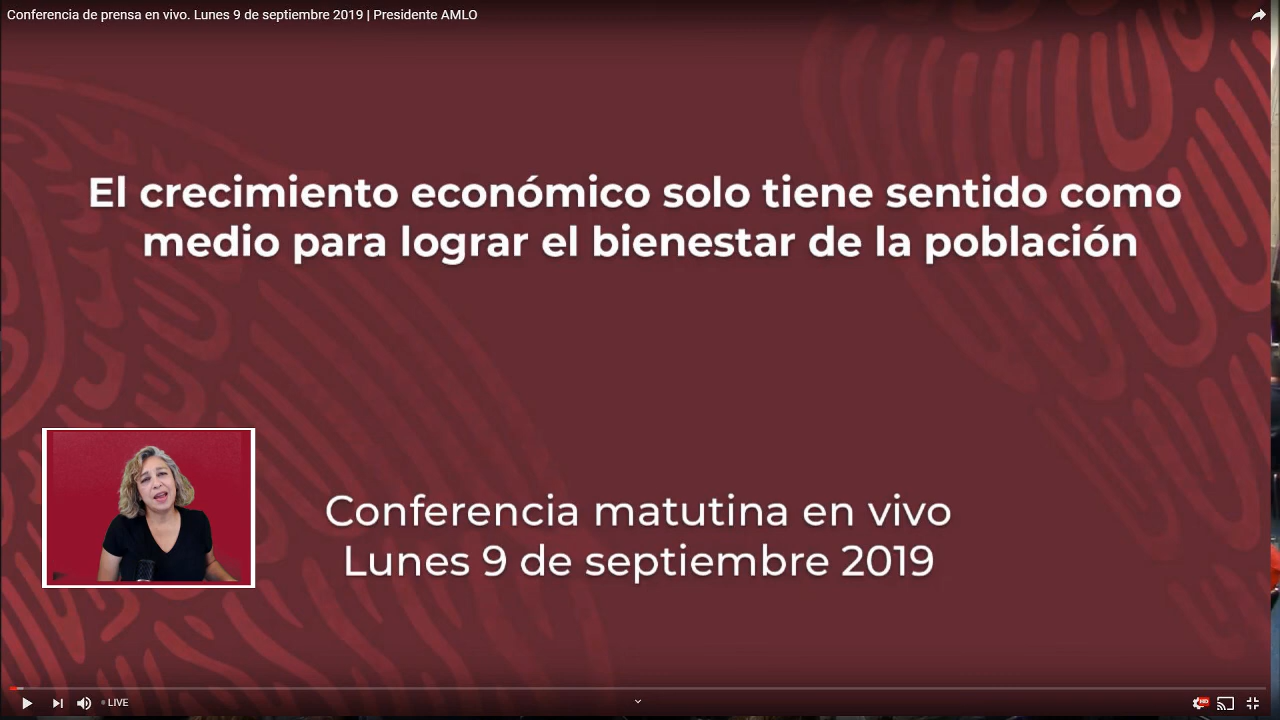 Conferencia de prensa en vivo. Lunes 9 de septiembre 2019 | Presidente AMLO
El crecimiento económico solo tiene sentido como
medio para lograr el bienestar de la población
Conferencia matutina en vivo
Lunes 9 de septiembre 2019
LIVE
HD